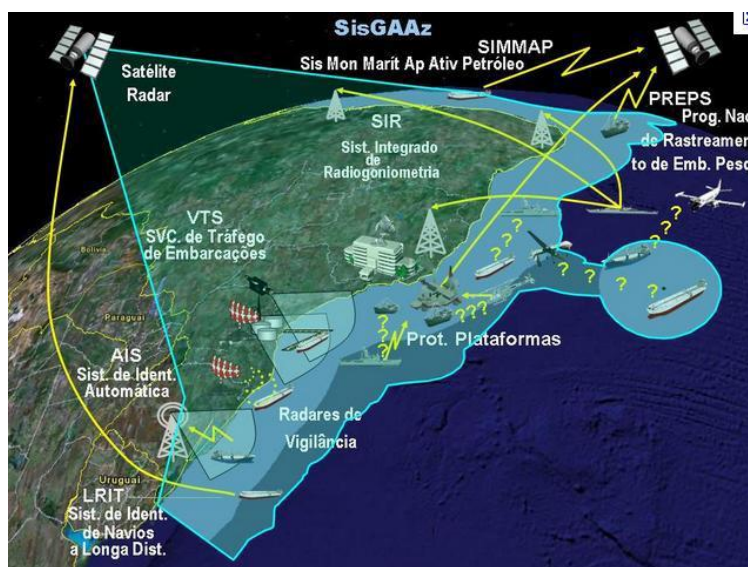 SisGAAz
SIMMAP
Sis Mon Marít Ap Ativ Petróleo
Satélite
Radar
PREPS
Prog. Nac
de Rastreamen
to de Emb. Pesc
SIR
Sist. Integrado
de
Radiogoniometria
VTS
SVC. de Tráfego
de Embarcações
Bolivia
Paraguai
? ? ? ? ? ? ? ? ? ? ? ? ? ? ?
Prot. Plataformas
AIS
Sist. de Ident.
Automática
Radares de
Vigilância
Uruguai
LRIT
Sist. de Ident.
de Navios
a Longa Dist.